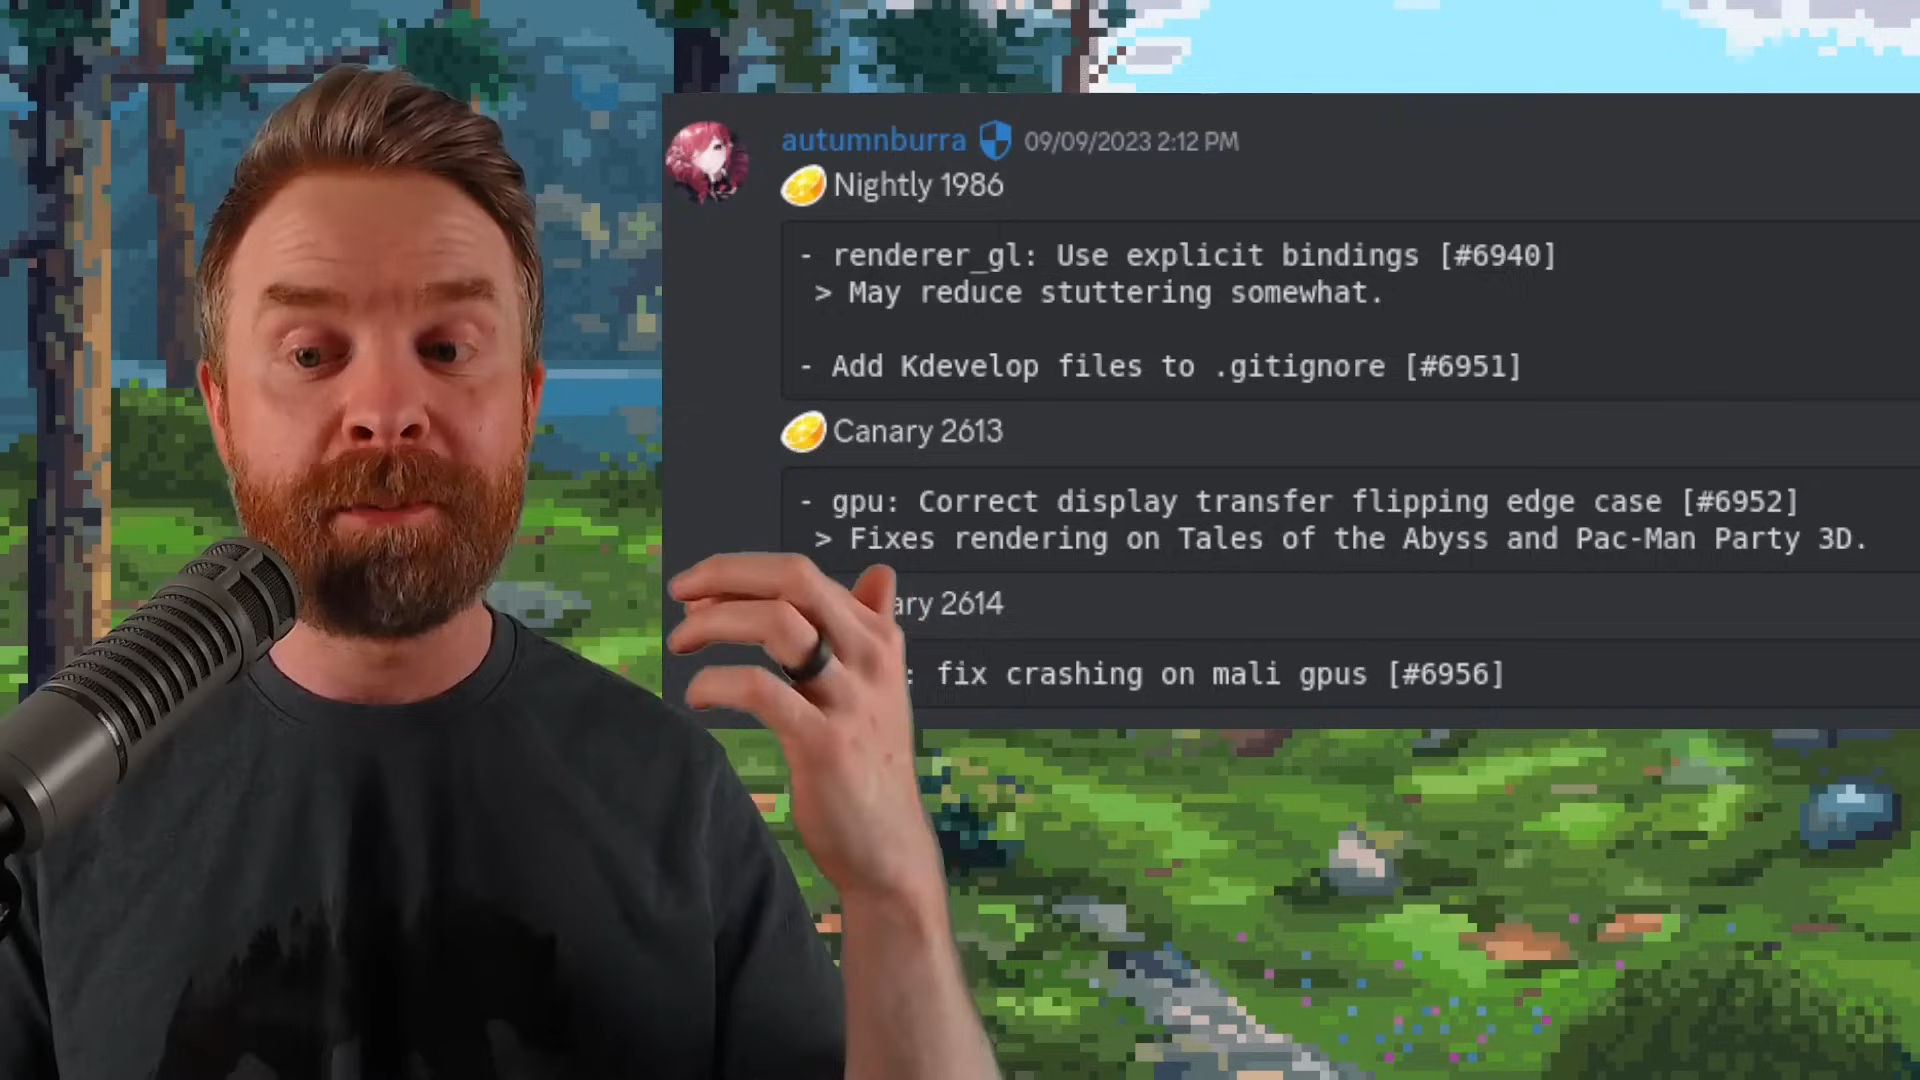 autumnburra 09/09/2023 2:12 PM
Nightly 1986
- renderer_gl: Use explicit bindings [#6940]
> May reduce stuttering somewhat.
- Add Kdevelop files to .gitignore [#6951]
Canary 2613
- gpu: Correct display transfer flipping edge case [#6952]
> Fixes rendering on Tales of the Abyss and Pac-Man Party 3D.
ary 2614
: fix crashing on mali gpus [#6956]